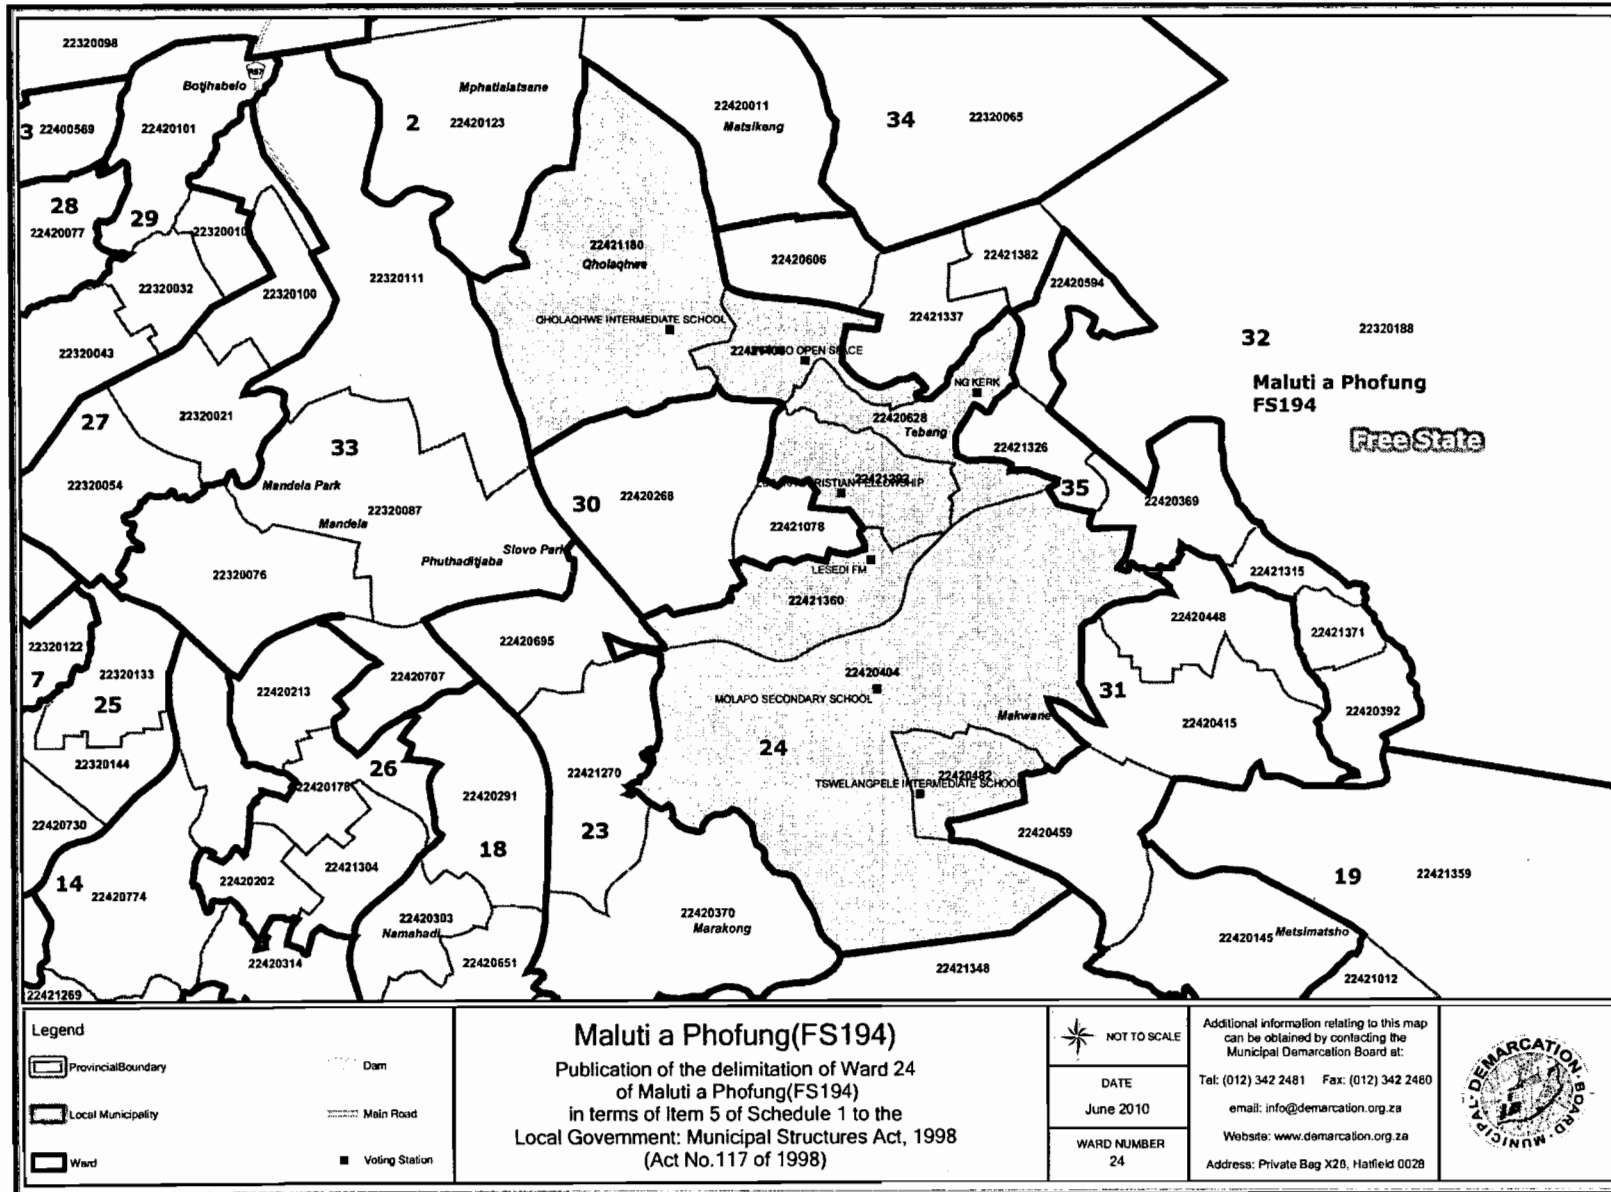 22320098
R57
Botjhabelo
Mphatlalatsane
3 22400569
22420101
2
22420123
22420011
Matsikeng
34
22320065
28
22420077
29
22320010
22421180
Qholaqhwe
22420606
22421382
22420594
22320032
22320100
22320111
22421337
32
22320188
QHOLAQHWE INTERMEDIATE SCHOOL
OPEN SPACE
22320043
NG KERK
Maluti a Phofung
FS194
Free State
27
22320021
22420628
Tebang
33
22421326
22320054
Mandela Park
22320087
Mandela
30
22420268
FELLOWSHIP
35
22420369
22421078
Slovo Park
Phuthaditjaba
22320076
LESEDI FM
22421315
22421360
22420448
22421371
22320122
22320133
22420695
7
25
22420213
22420707
22420404
MOLAPO SECONDARY SCHOOL
31
Makwane
22420392
22420415
24
22320144
26
22420178
22421270
22420482
TSWELANGPELE INTERMEDIATE SCHOOL
22420291
22420730
23
22420459
18
14
22420202
22421304
19
22421359
22420774
22420303
Namahadi
22420370
Marakong
22420145
Metsimatsho
22420314
22420651
22421348
22421012
22421269
Legend
ProvincialBoundary
Dam
Local Municipality
Main Road
Ward
Voting Station
Maluti a Phofung(FS194)
Publication of the delimitation of Ward 24
of Maluti a Phofung(FS194)
in terms of Item 5 of Schedule 1 to the
Local Government: Municipal Structures Act, 1998
(Act No.117 of 1998)
NOT TO SCALE
DATE
June 2010
WARD NUMBER
24
Additional information relating to this map
can be obtained by contacting the
Municipal Demarcation Board at:
Tel: (012) 342 2481 Fax: (012) 342 2480
email: info@demarcation.org.za
Website: www.demarcation.org.za
Address: Private Bag X28, Hatfield 0028
MUNICIPAL DEMARCATION BOARD